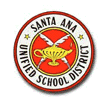 SANTA ANA
UNIFIED SCHOOL DISTRICT